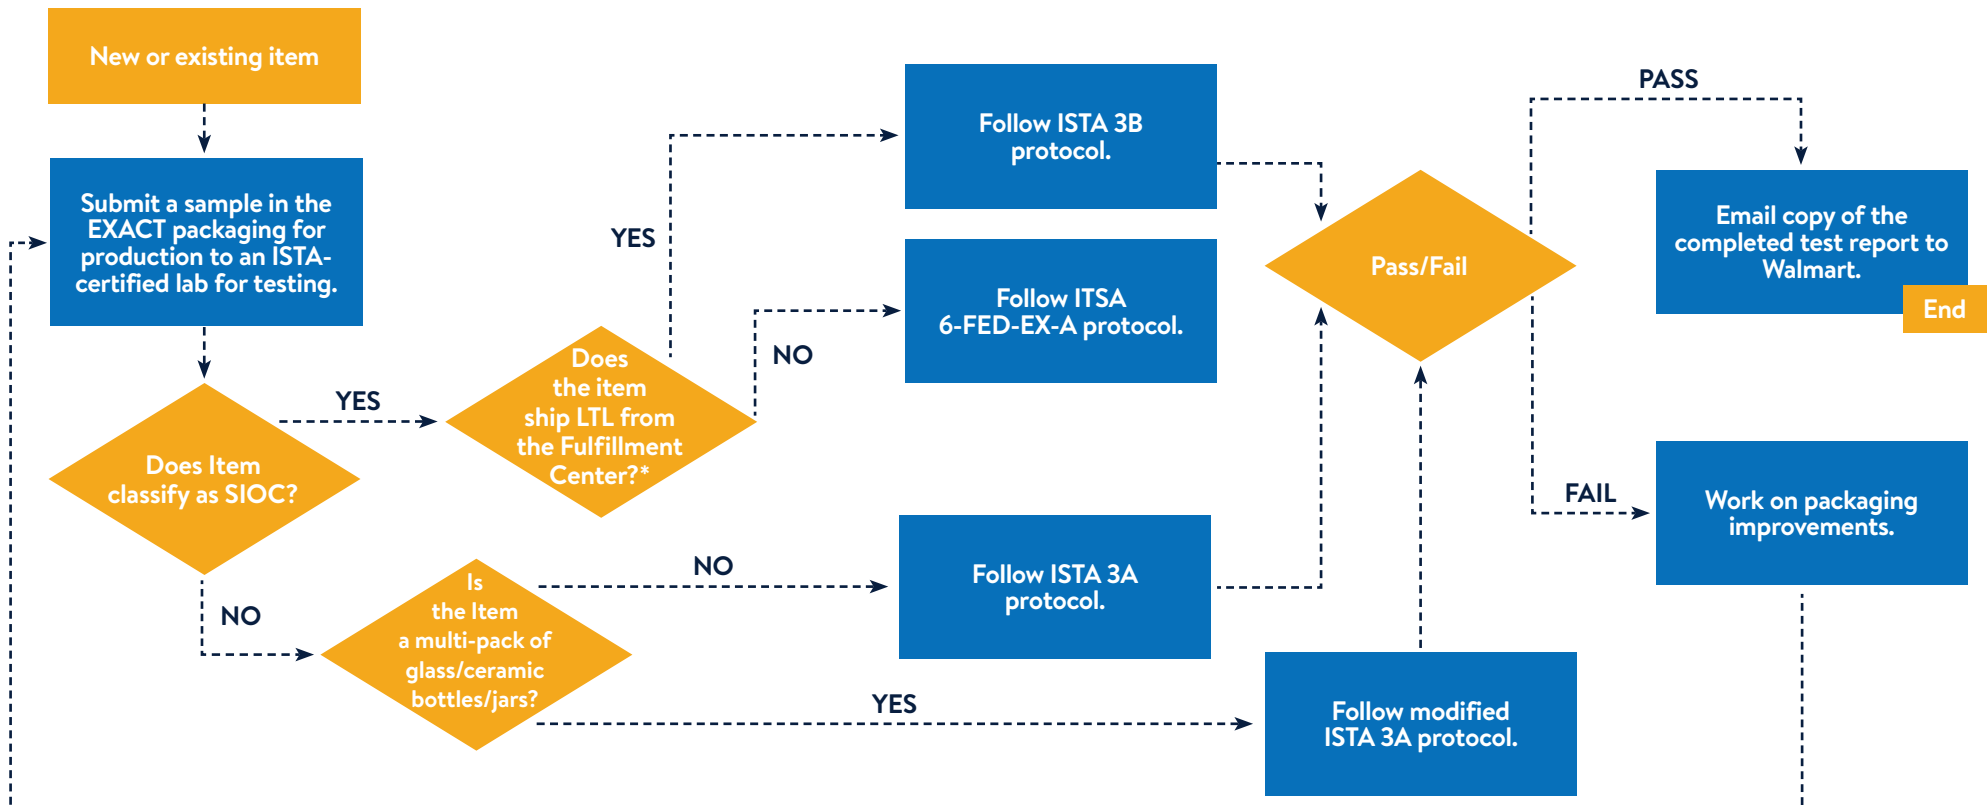 New or existing item
Submit a sample in the
EXACT packaging for
production to an ISTA-
certified lab for testing.
Does Item
classify as SIOC?
YES
NO
Does
the item
ship LTL from
the Fulfillment
Center?*
YES
NO
Is
the Item
a multi-pack of
glass/ceramic
bottles/jars?
NO
YES
Follow ISTA 3B
protocol.
Follow ITSA
6-FED-EX-A protocol.
Follow ISTA 3A
protocol.
Follow modified
ISTA 3A protocol.
Pass/Fail
PASS
FAIL
Email copy of the
completed test report to
Walmart.
End
Work on packaging
improvements.